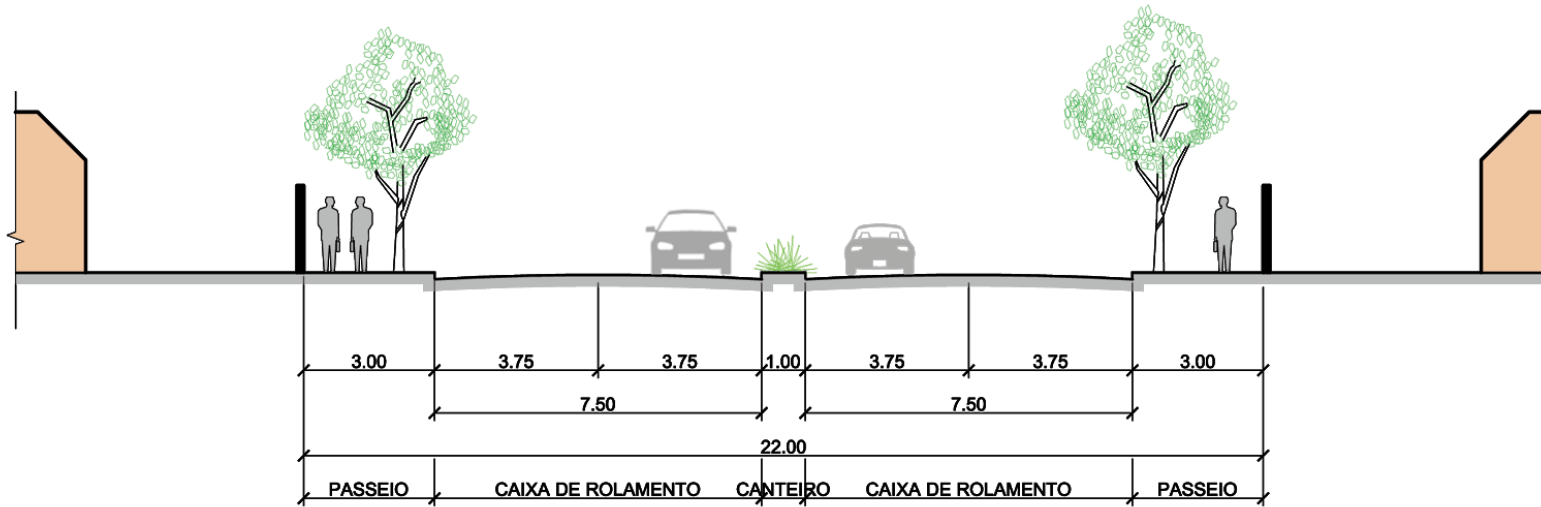 3.00 3.75 3.75 1.00 3.75 3.75 3.00
7.50 7.50
22.00
PASSEIO CAIXA DE ROLAMENTO CANTEIRO CAIXA DE ROLAMENTO PASSEIO